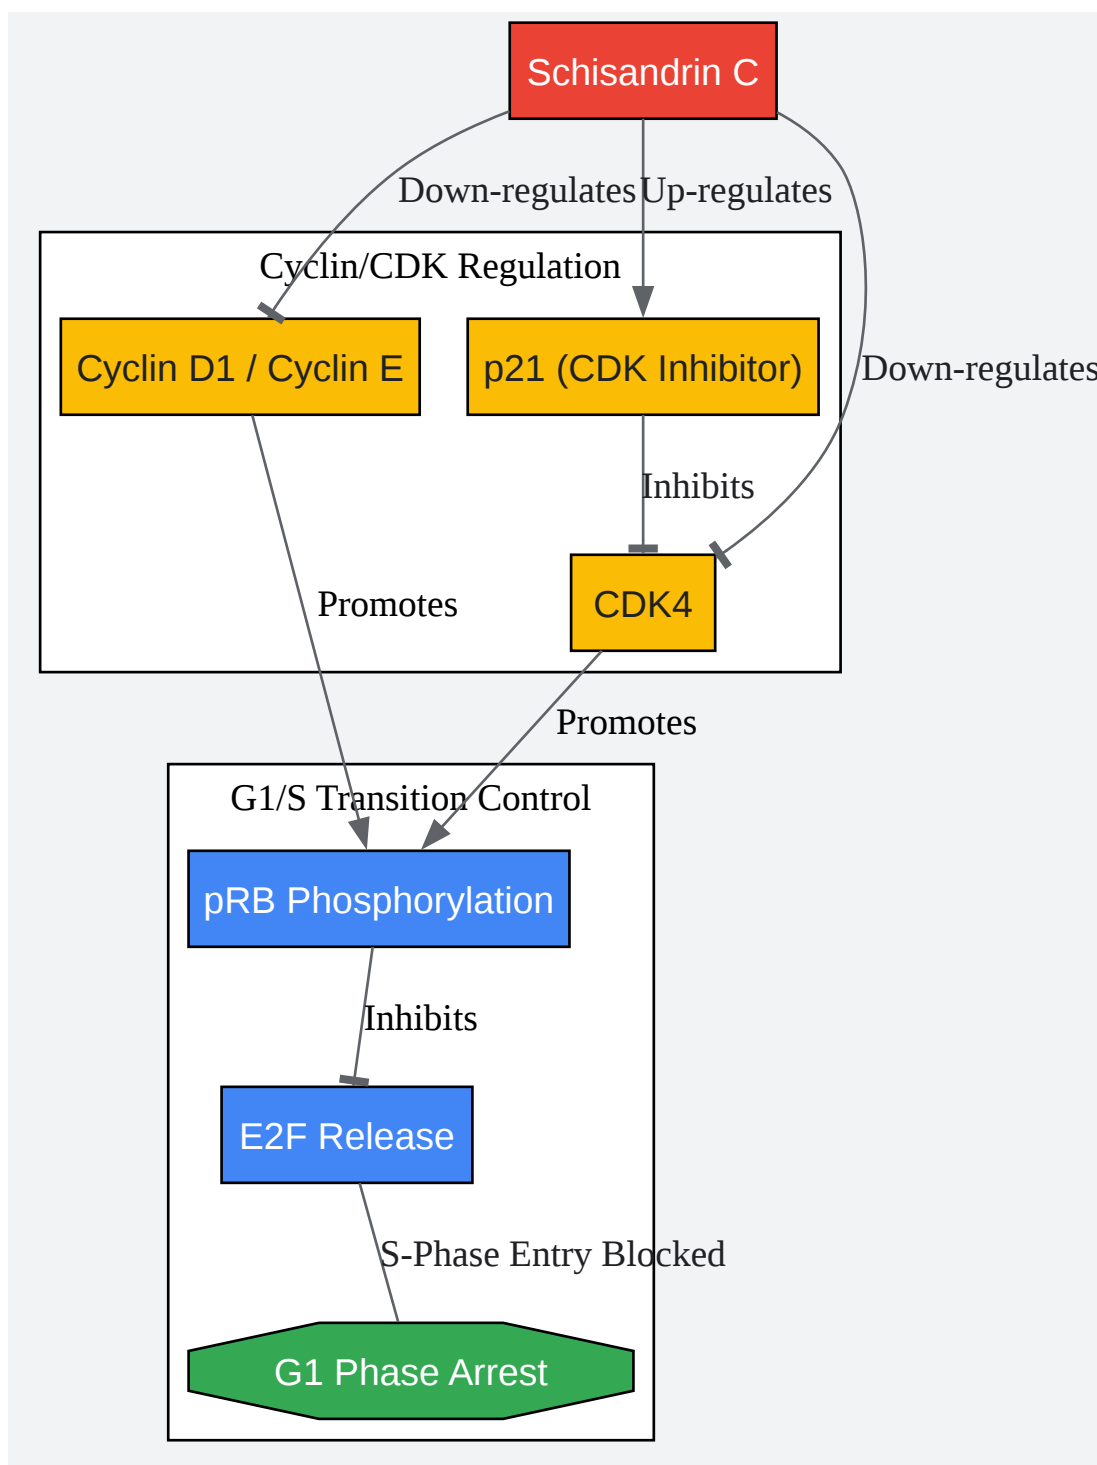 Schisandrin C
Down-regulates
Up-regulates
Cyclin/CDK Regulation
Cyclin D1 / Cyclin E
p21 (CDK Inhibitor)
Down-regulates
Inhibits
CDK4
Promotes
Promotes
G1/S Transition Control
pRB Phosphorylation
Inhibits
E2F Release
S-Phase Entry Blocked
G1 Phase Arrest